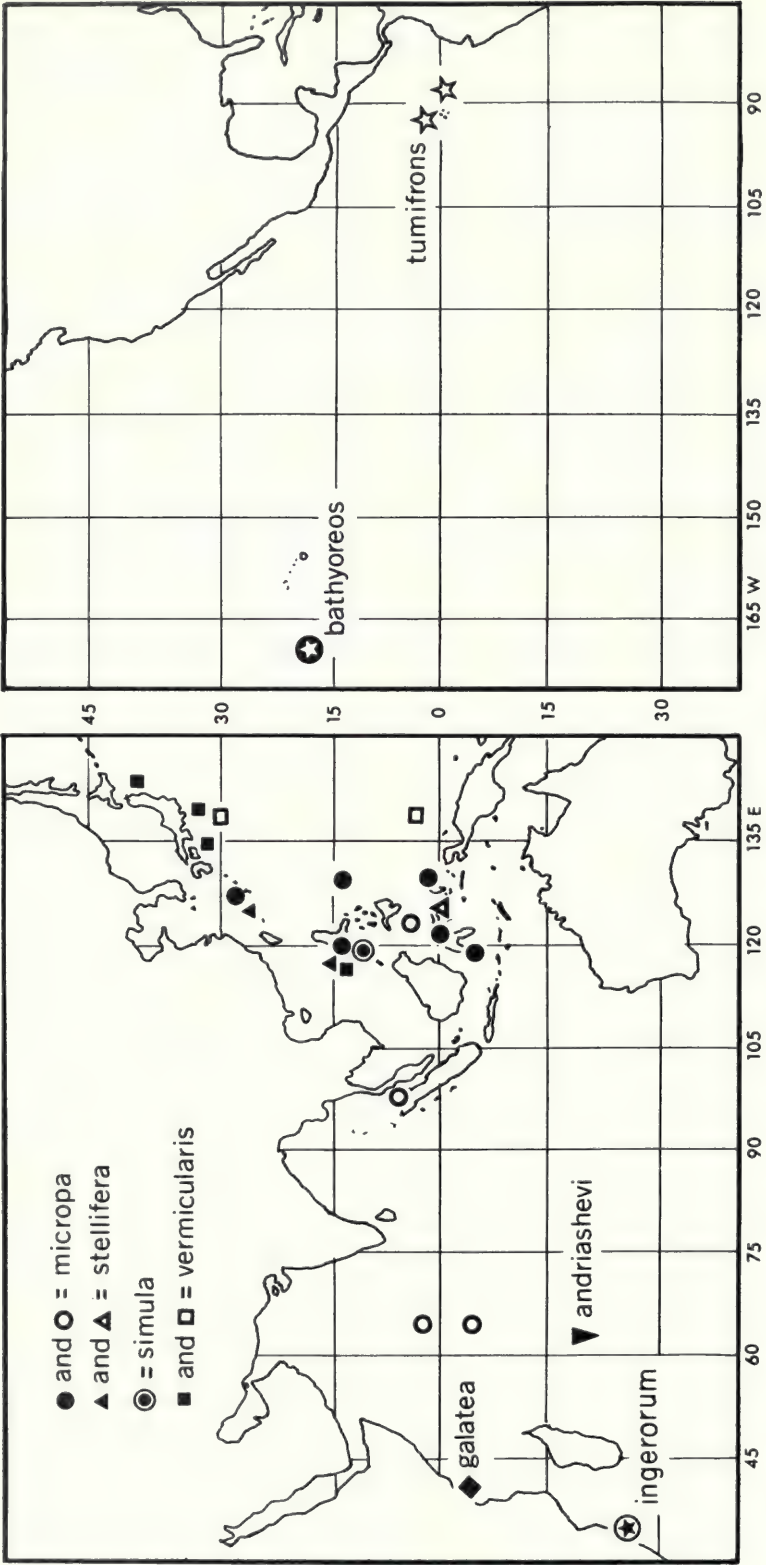 ● and ○ = micropa
▲ and △ = stellifera
◉ = simula
■ and □ = vermicularis
galatea
ingerorum
andriashevi
bathyoreos
tumifrons
45
30
15
0
15
30
45
60
75
90
105
120
135 E
165 W
150
135
120
105
90